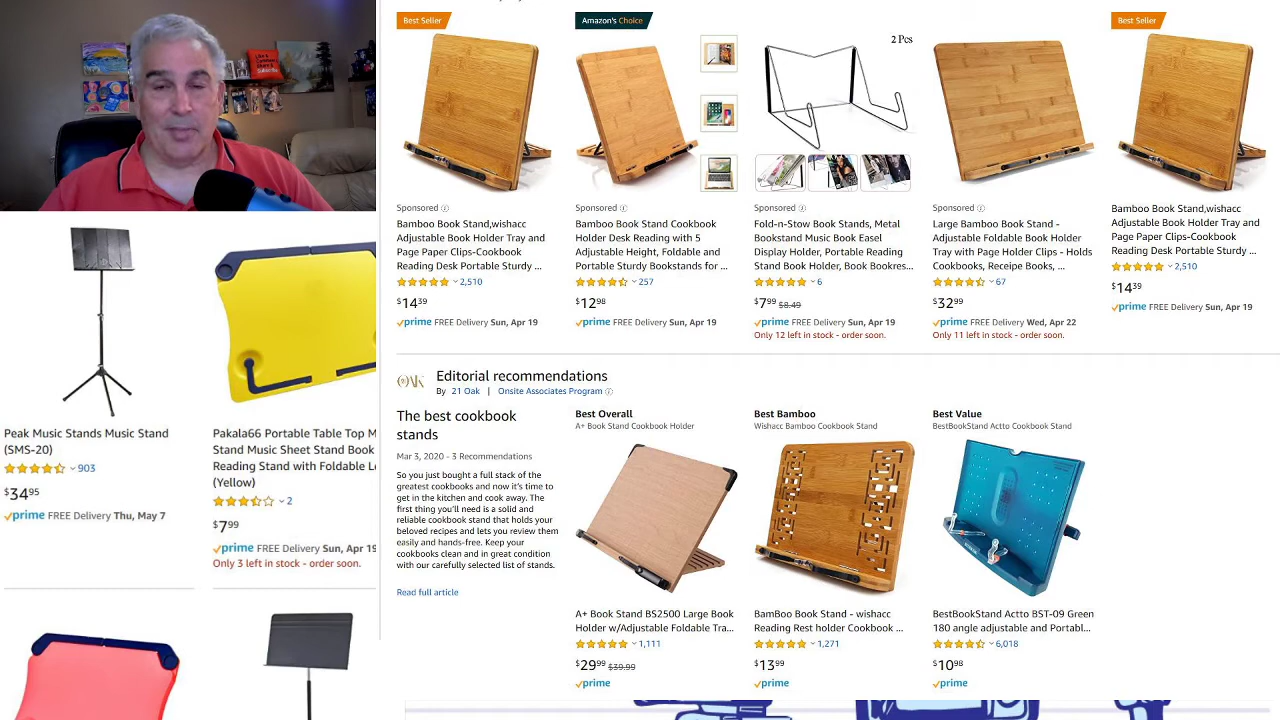 Best Seller
Bamboo Book Stand,wishacc
Adjustable Book Holder Tray and
Page Paper Clips-Cookbook
Reading Desk Portable Sturdy ...
Sponsored
2,510
$14 39
prime FREE Delivery Sun, Apr 19
Amazon's Choice
Sponsored
Bamboo Book Stand Cookbook
Holder Desk Reading with 5
Adjustable Height, Foldable and
Portable Sturdy Bookstands for ...
257
$12 98
prime FREE Delivery Sun, Apr 19
2 Pcs
Sponsored
Fold-n-Stow Book Stands, Metal
Bookstand Music Book Easel
Display Holder, Portable Reading
Stand Book Holder, Book Bookres...
6
$7 99 $8.49
prime FREE Delivery Sun, Apr 19
Only 12 left in stock - order soon.
Sponsored
Large Bamboo Book Stand -
Adjustable Foldable Book Holder
Tray with Page Holder Clips - Holds
Cookbooks, Receipe Books, ...
67
$32 99
prime FREE Delivery Wed, Apr 22
Only 11 left in stock - order soon.
Best Seller
Bamboo Book Stand,wishacc
Adjustable Book Holder Tray and
Page Paper Clips-Cookbook
Reading Desk Portable Sturdy ...
2,510
$14 39
prime FREE Delivery Sun, Apr 19
Peak Music Stands Music Stand
(SMS-20)
903
$34 95
prime FREE Delivery Thu, May 7
Pakala66 Portable Table Top M
Stand Music Sheet Stand Book
Reading Stand with Foldable L
(Yellow)
2
$7 99
prime FREE Delivery Sun, Apr 19
Only 3 left in stock - order soon.
OAK
Editorial recommendations
By 21 Oak | Onsite Associates Program
The best cookbook
stands
Mar 3, 2020 - 3 Recommendations
So you just bought a full stack of the
greatest cookbooks and now it's time to
get in the kitchen and cook away. The
first thing you'll need is a solid and
reliable cookbook stand that holds your
beloved recipes and lets you review them
easily and hands-free. Keep your
cookbooks clean and in great condition
with our carefully selected list of stands.
Read full article
Best Overall
A+ Book Stand Cookbook Holder
A+ Book Stand BS2500 Large Book
Holder w/Adjustable Foldable Tra...
1,111
$29 99 $39.99
prime
Best Bamboo
Wishacc Bamboo Cookbook Stand
BamBoo Book Stand - wishacc
Reading Rest holder Cookbook ...
1,271
$13 99
prime
Best Value
BestBookStand Actto Cookbook Stand
BestBookStand Actto BST-09 Green
180 angle adjustable and Portabl...
6,018
$10 98
prime